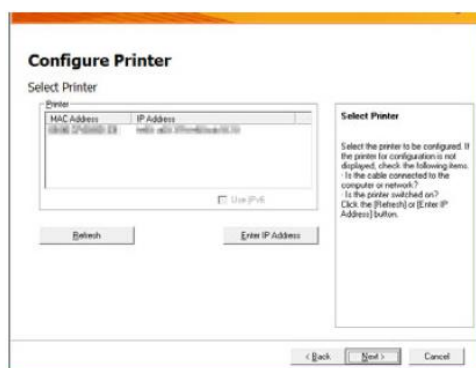 Configure Printer
Select Printer
Printer
MAC Address IP Address
Use IPv6
Refresh
Enter IP Address
Select Printer
Select the printer to be configured. If
the printer for configuration is not
displayed, check the following items.
- Is the cable connected to the
computer or network?
- Is the printer switched on?
Click the [Refresh] or [Enter IP
Address] button.
< Back
Next >
Cancel